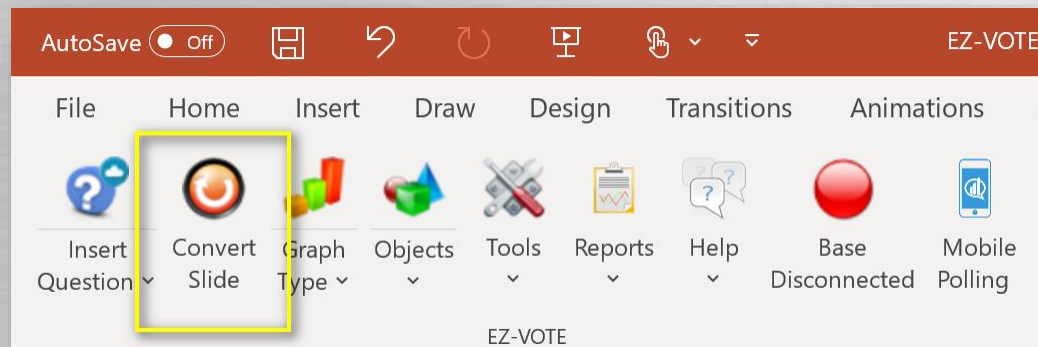 AutoSave Off EZ-VOTE
File Home Insert Draw Design Transitions Animations
Insert Convert Graph Objects Tools Reports Help Base Mobile
Question Slide Type Disconnected Polling
EZ-VOTE